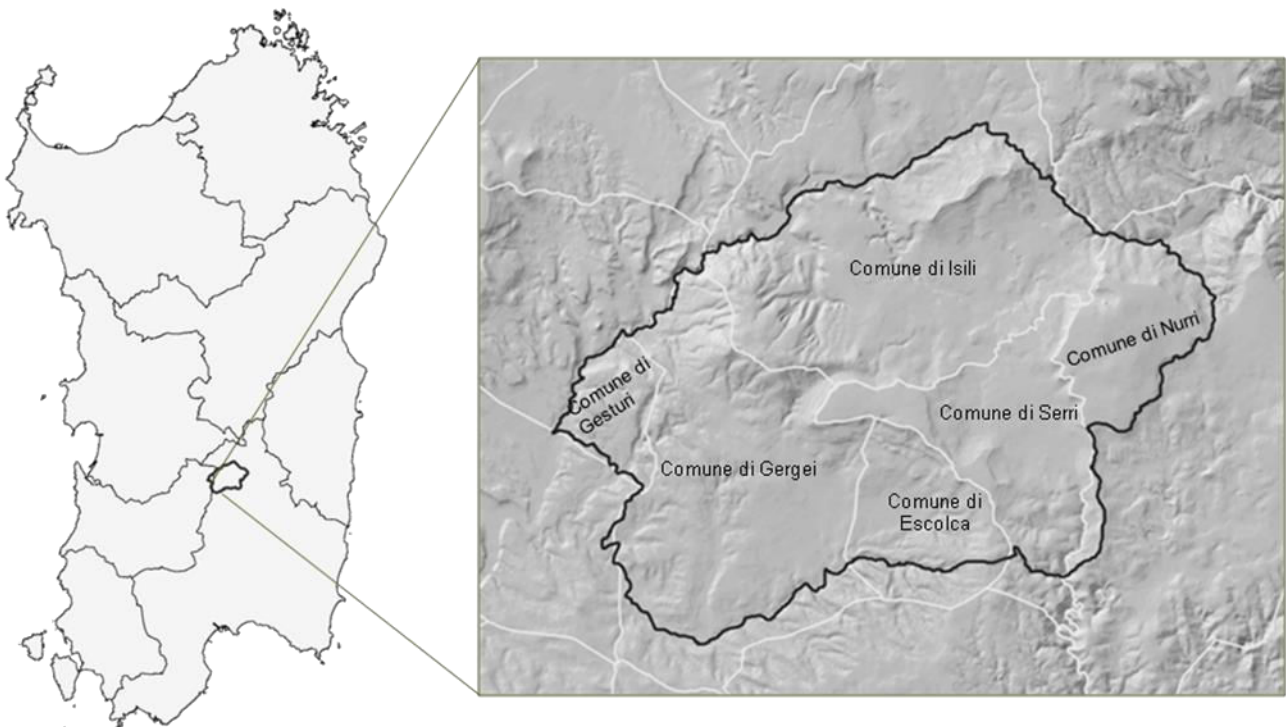 Comune di Isili
Comune di Nurri
Comune di
Gesturi
Comune di Serri
Comune di Gergei
Comune di
Escolca